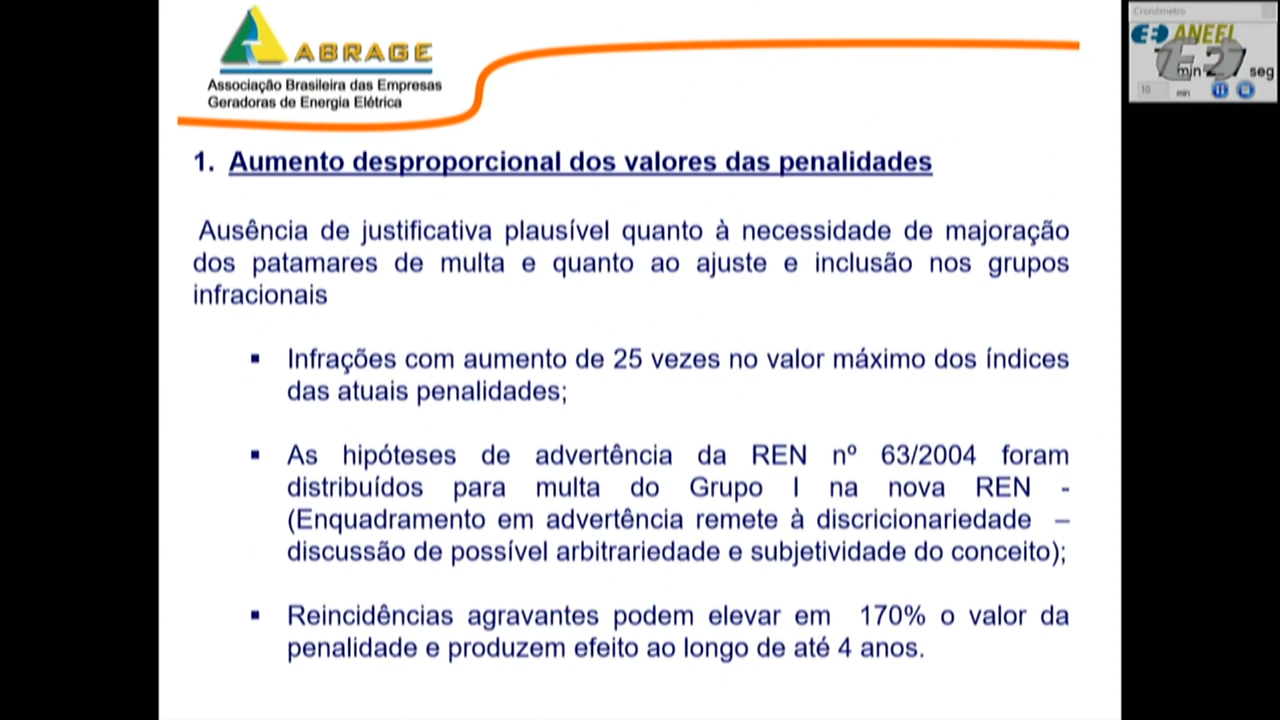 ABRAGE
Associação Brasileira das Empresas
Geradoras de Energia Elétrica
Cronômetro
ANEEL
min
seg
10
min
1. Aumento desproporcional dos valores das penalidades
Ausência de justificativa plausível quanto à necessidade de majoração
dos patamares de multa e quanto ao ajuste e inclusão nos grupos
infracionais
▪ Infrações com aumento de 25 vezes no valor máximo dos índices
das atuais penalidades;
▪ As hipóteses de advertência da REN nº 63/2004 foram
distribuídos para multa do Grupo I na nova REN -
(Enquadramento em advertência remete à discricionariedade –
discussão de possível arbitrariedade e subjetividade do conceito);
▪ Reincidências agravantes podem elevar em 170% o valor da
penalidade e produzem efeito ao longo de até 4 anos.